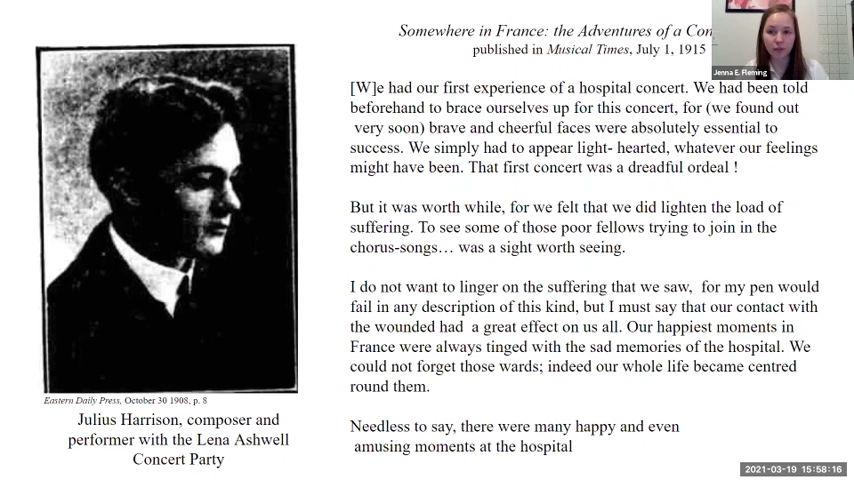 Somewhere in France: the Adventures of a
published in Musical Times, July 1, 1915
Jenna E. Fleming
[W]e had our first experience of a hospital concert. We had been told
beforehand to brace ourselves up for this concert, for (we found out
very soon) brave and cheerful faces were absolutely essential to
success. We simply had to appear light- hearted, whatever our feelings
might have been. That first concert was a dreadful ordeal !
But it was worth while, for we felt that we did lighten the load of
suffering. To see some of those poor fellows trying to join in the
chorus-songs… was a sight worth seeing.
I do not want to linger on the suffering that we saw, for my pen would
fail in any description of this kind, but I must say that our contact with
the wounded had a great effect on us all. Our happiest moments in
France were always tinged with the sad memories of the hospital. We
could not forget those wards; indeed our whole life became centred
round them.
Needless to say, there were many happy and even
amusing moments at the hospital
Eastern Daily Press, October 30 1908, p. 8
Julius Harrison, composer and
performer with the Lena Ashwell
Concert Party
2021-03-19 15:58:16